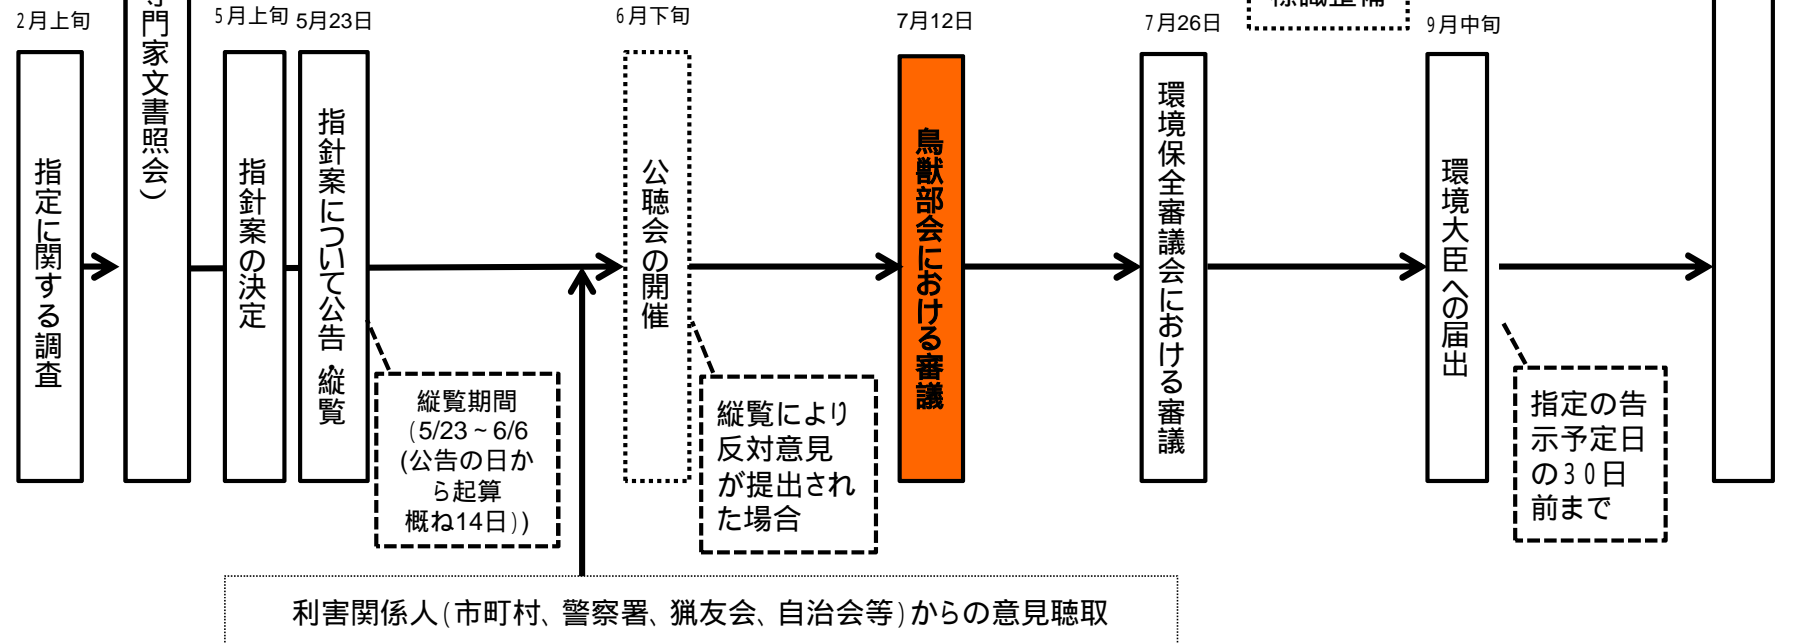 2月上旬
5月上旬
5月23日
6月下旬
7月12日
7月26日
標識整備
9月中旬
指定に関する調査
専門家文書照会）
指針案の決定
指針案について公告・縦覧
公聴会の開催
鳥獣部会における審議
環境保全審議会における審議
環境大臣への届出
縦覧期間
(5/23~6/6
(公告の日か
ら起算
概ね14日))
縦覧により
反対意見
が提出され
た場合
指定の告
示予定日
の30日
前まで
利害関係人(市町村、警察署、猟友会、自治会等)からの意見聴取